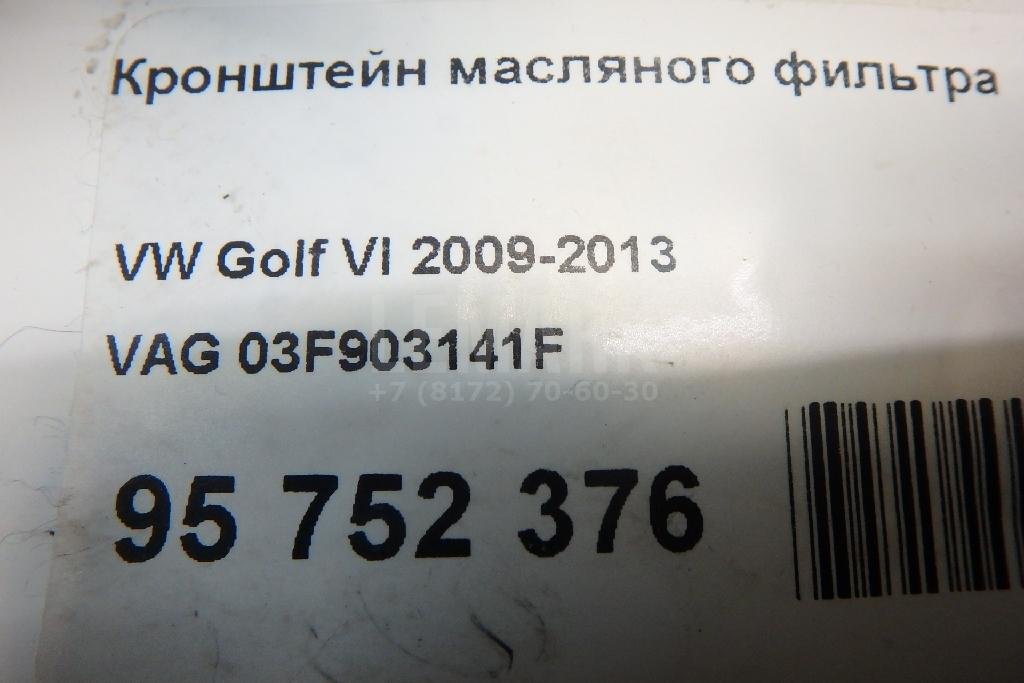 Кронштейн масляного фильтра
VW Golf VI 2009-2013
VAG 03F903141F
+7 (8172) 70-60-30
95 752 376